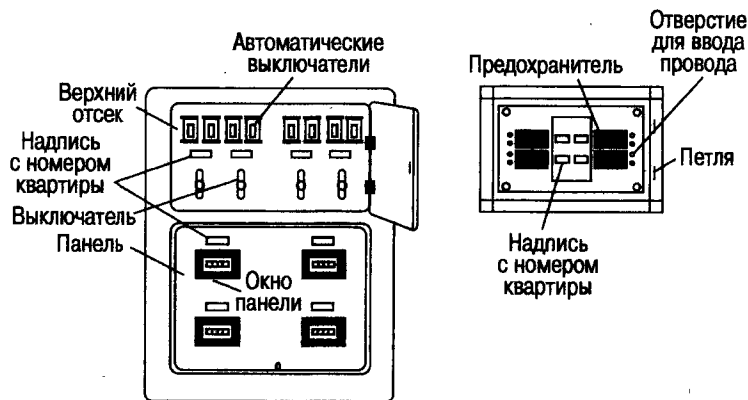 Автоматические
выключатели
Верхний
отсек
Надпись
с номером
квартиры
Выключатель
Панель
Окно
панели
Отверстие
для ввода
провода
Предохранитель
Петля
Надпись
с номером
квартиры